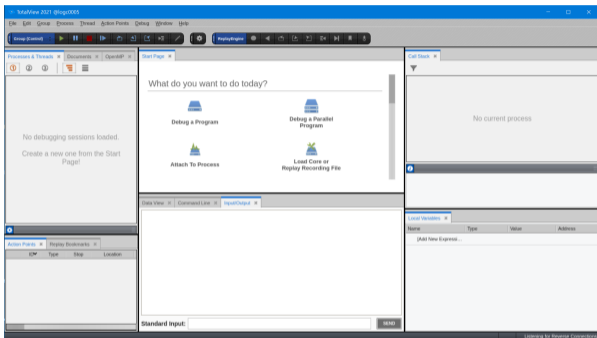 TotalView 2021 @logic0005
File Edit Group Process Thread Action Points Debug Window Help
Group (Control) ReplayEngine
Processes & Threads Documents OpenMP
Start Page
Call Stack
What do you want to do today?
Debug a Program
Debug a Parallel
Program
Attach To Process
Load Core or
Replay Recording File
No debugging sessions loaded.
Create a new one from the Start
Page!
No current process
Data View Command Line Input/Output
Local Variables
Name Type Value Address
[Add New Expressi...
Action Points Replay Bookmarks
ID Type Stop Location
Standard Input:
SEND
Listening for Reverse Connections